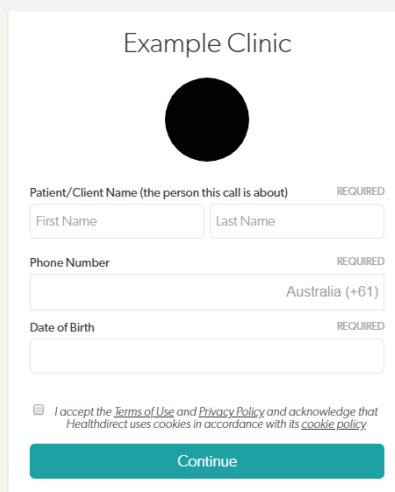 Example Clinic
Patient/Client Name (the person this call is about) REQUIRED
First Name Last Name
Phone Number REQUIRED
Australia (+61)
Date of Birth REQUIRED
I accept the Terms of Use and Privacy Policy and acknowledge that
Healthdirect uses cookies in accordance with its cookie policy
Continue